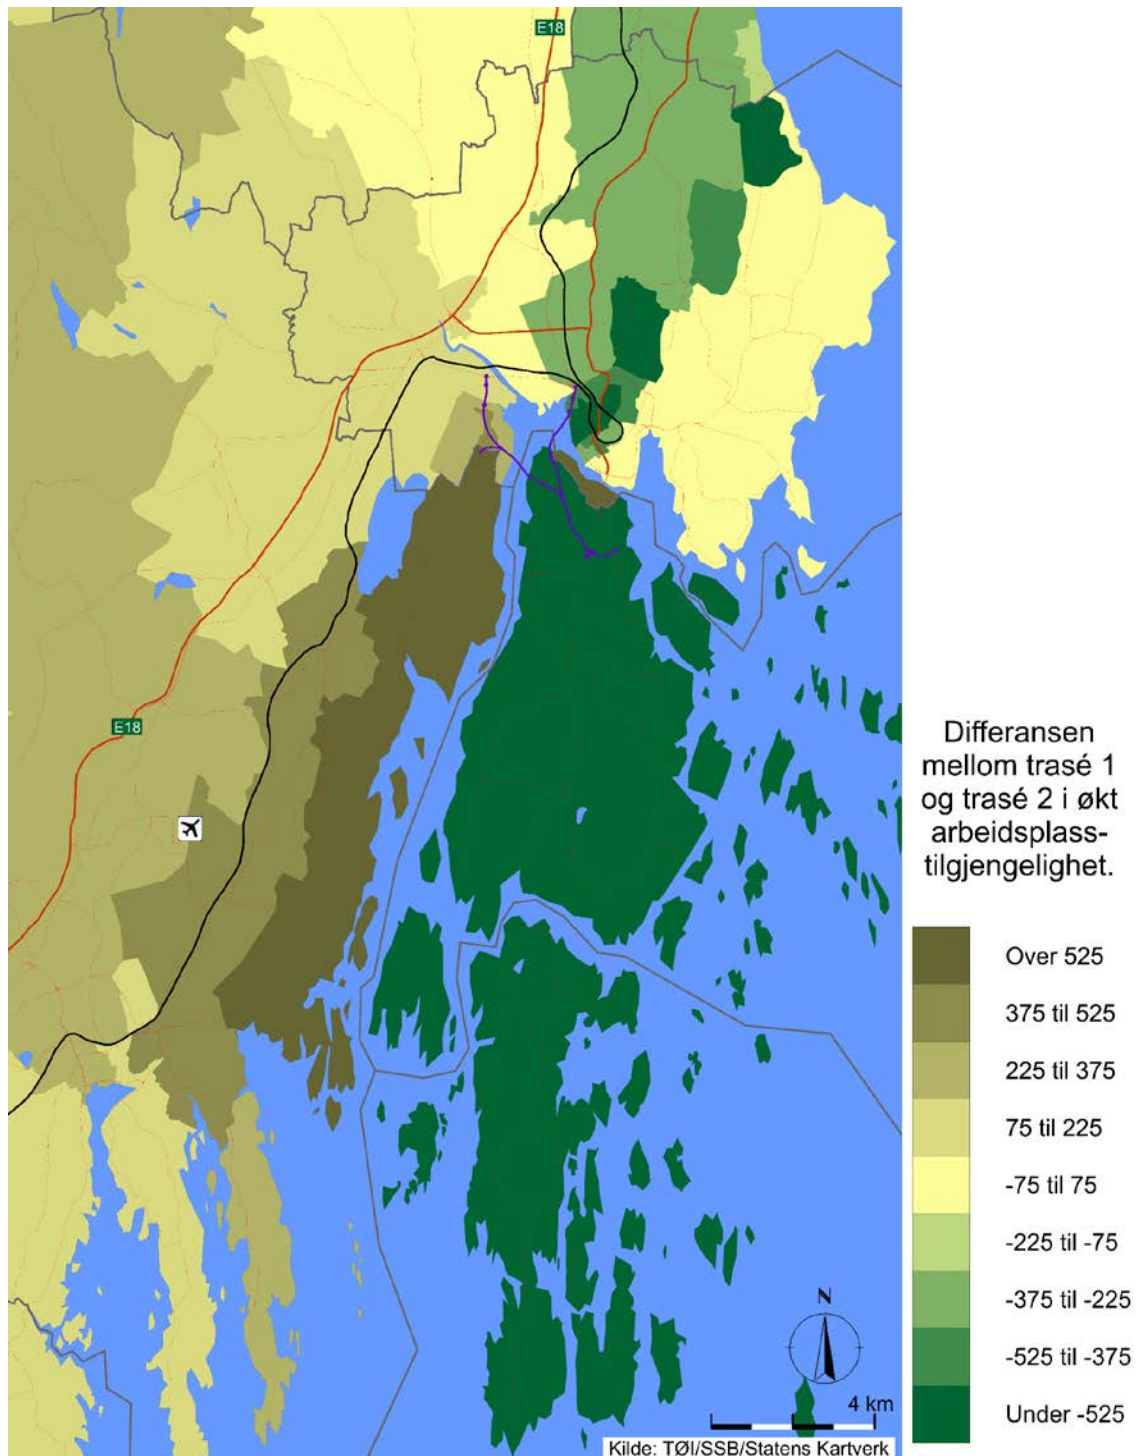 E18
E18
Differansen
mellom trasé 1
og trasé 2 i økt
arbeidsplass-
tilgjengelighet.
Over 525
375 til 525
225 til 375
75 til 225
-75 til 75
-225 til -75
-375 til -225
-525 til -375
Under -525
N
4 km
Kilde: TØI/SSB/Statens Kartverk